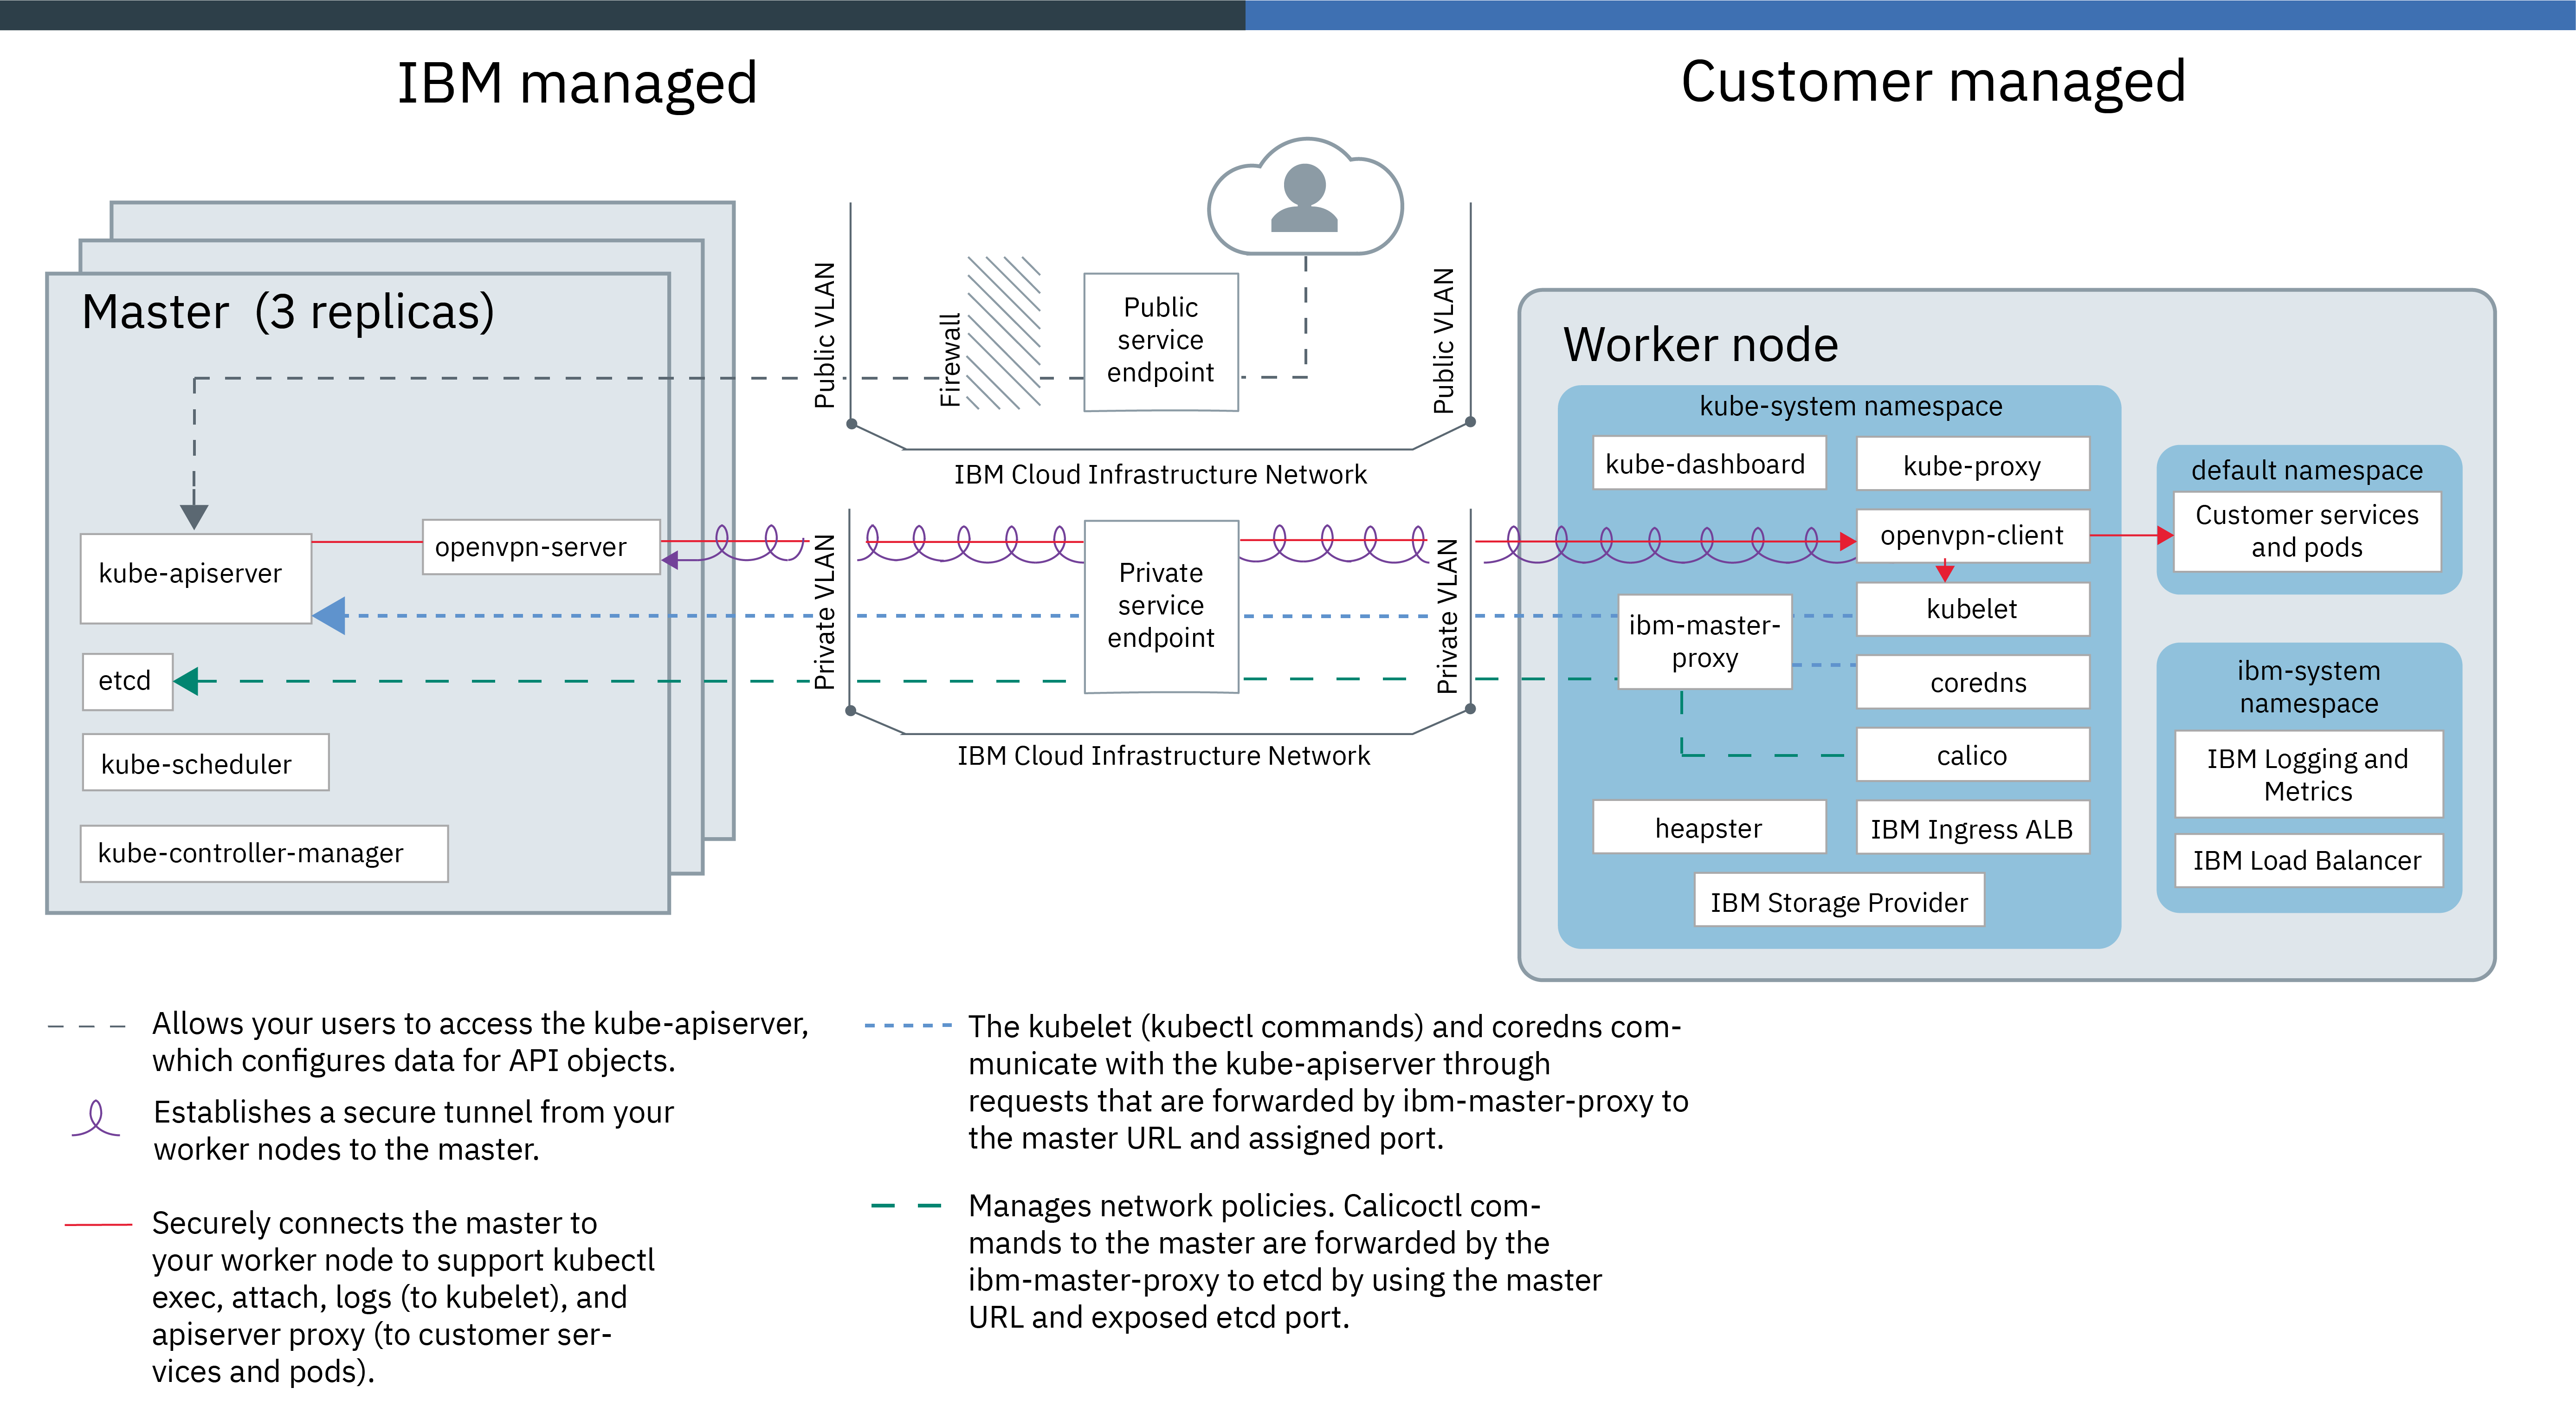 IBM managed
Customer managed
Master (3 replicas)
kube-apiserver
openvpn-server
etcd
kube-scheduler
kube-controller-manager
Public VLAN
Firewall
Public
service
endpoint
Public VLAN
IBM Cloud Infrastructure Network
Private VLAN
Private
service
endpoint
Private VLAN
IBM Cloud Infrastructure Network
Worker node
kube-system namespace
kube-dashboard
kube-proxy
openvpn-client
kubelet
ibm-master-
proxy
coredns
calico
heapster
IBM Ingress ALB
IBM Storage Provider
default namespace
Customer services
and pods
ibm-system
namespace
IBM Logging and
Metrics
IBM Load Balancer
Allows your users to access the kube-apiserver,
which configures data for API objects.
Establishes a secure tunnel from your
worker nodes to the master.
Securely connects the master to
your worker node to support kubectl
exec, attach, logs (to kubelet), and
apiserver proxy (to customer ser-
vices and pods).
The kubelet (kubectl commands) and coredns com-
municate with the kube-apiserver through
requests that are forwarded by ibm-master-proxy to
the master URL and assigned port.
Manages network policies. Calicoctl com-
mands to the master are forwarded by the
ibm-master-proxy to etcd by using the master
URL and exposed etcd port.